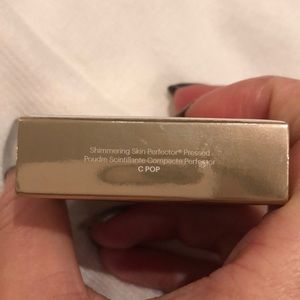 Shimmering Skin Perfector® Pressed
Poudre Scintillante Compacte Perfector
C POP